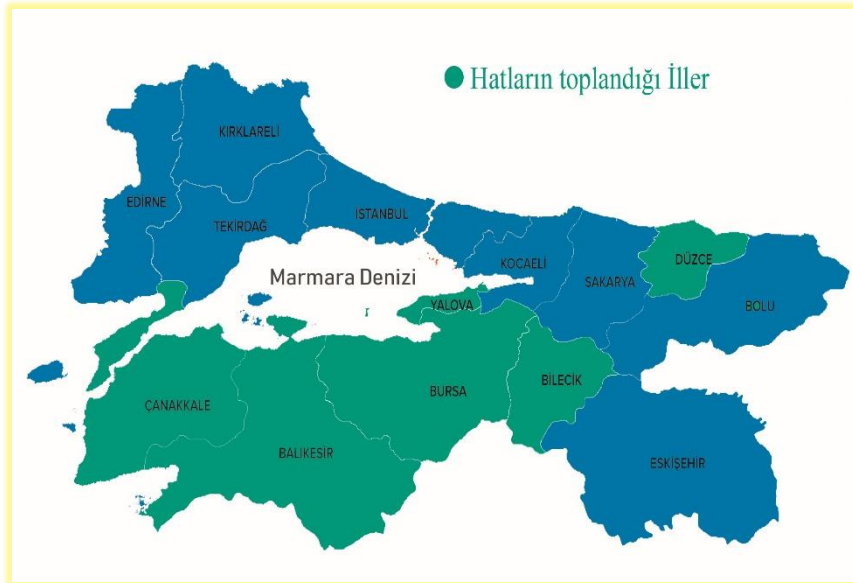 Hatların toplandığı İller
KIRKLARELİ
EDİRNE
TEKİRDAĞ
İSTANBUL
KOCAELİ
SAKARYA
DÜZCE
BOLU
Marmara Denizi
YALOVA
ÇANAKKALE
BALIKESİR
BURSA
BİLECİK
ESKİŞEHİR